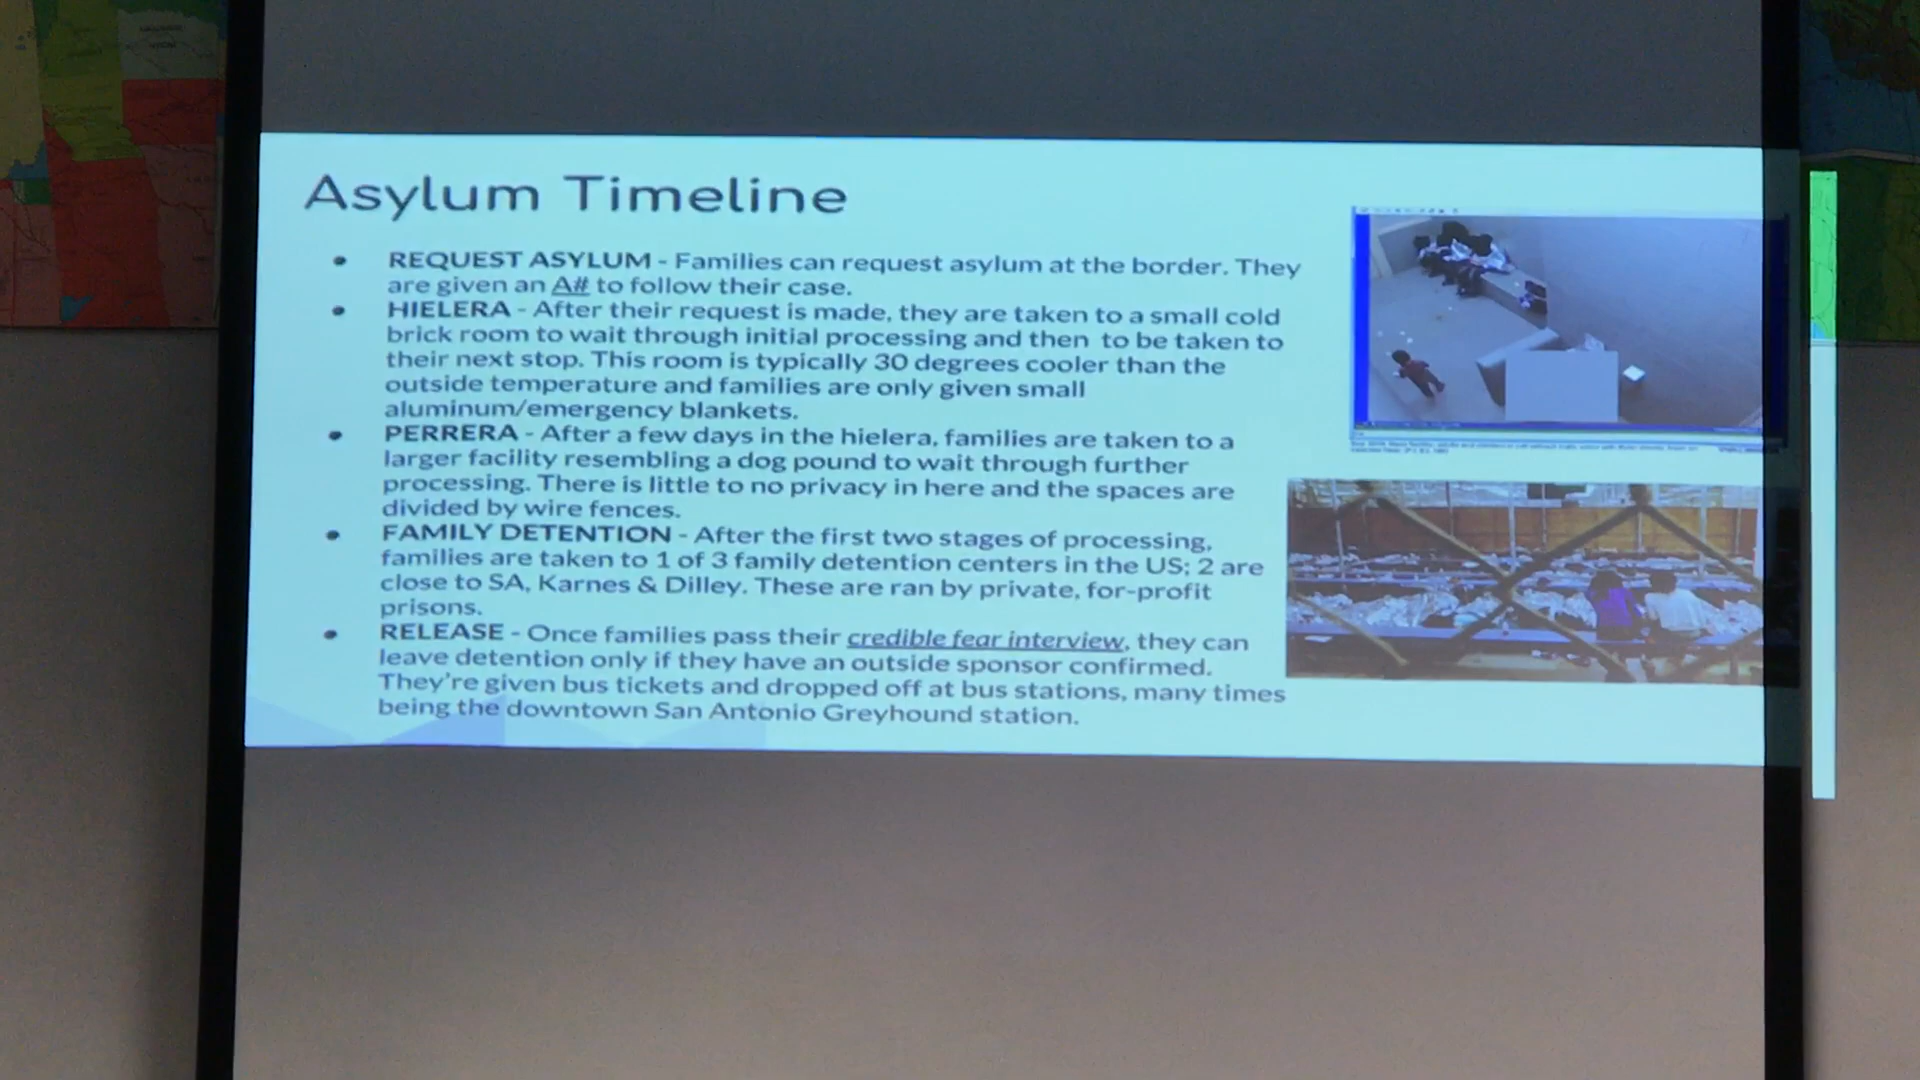 Asylum Timeline
● REQUEST ASYLUM - Families can request asylum at the border. They
are given an A# to follow their case.
● HIELERA - After their request is made, they are taken to a small cold
brick room to wait through initial processing and then to be taken to
their next stop. This room is typically 30 degrees cooler than the
outside temperature and families are only given small
aluminum/emergency blankets.
● PERRERA - After a few days in the hielera, families are taken to a
larger facility resembling a dog pound to wait through further
processing. There is little to no privacy in here and the spaces are
divided by wire fences.
● FAMILY DETENTION - After the first two stages of processing,
families are taken to 1 of 3 family detention centers in the US; 2 are
close to SA, Karnes & Dilley. These are ran by private, for-profit
prisons.
● RELEASE - Once families pass their credible fear interview, they can
leave detention only if they have an outside sponsor confirmed.
They're given bus tickets and dropped off at bus stations, many times
being the downtown San Antonio Greyhound station.